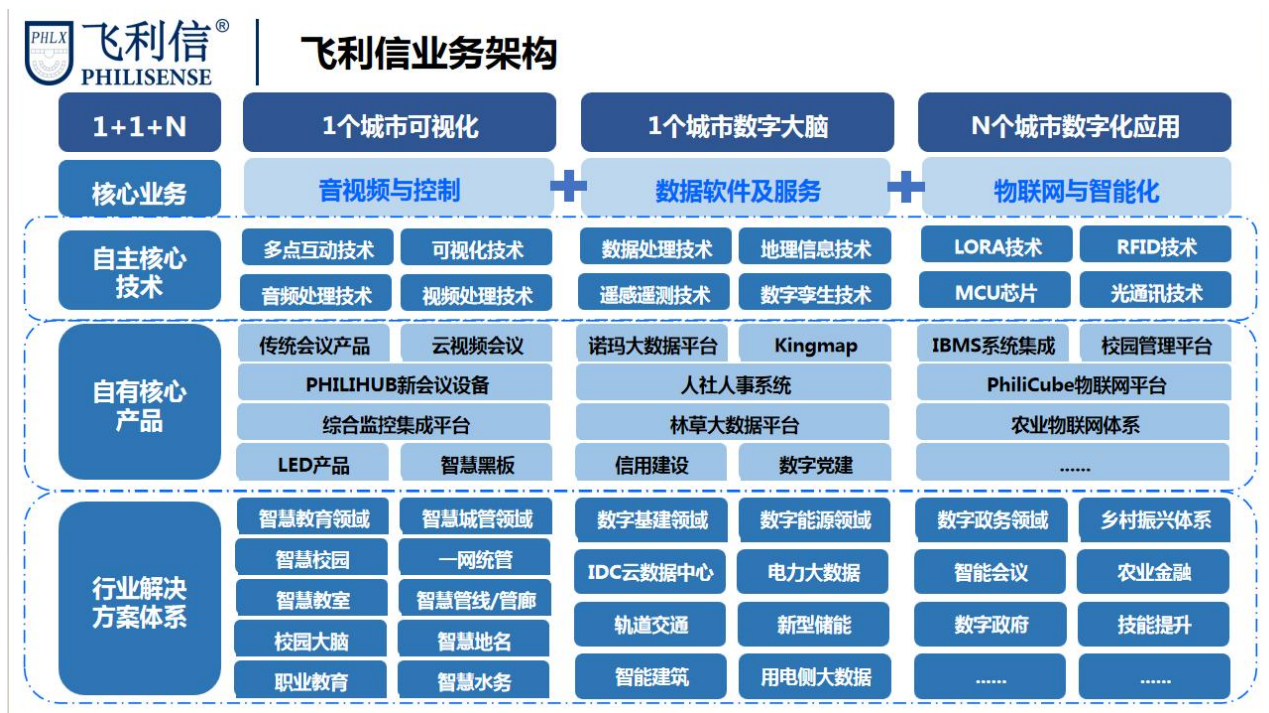 PHLX
飞利信®
PHILISENSE
飞利信业务架构
1+1+N
1个城市可视化
1个城市数字大脑
N个城市数字化应用
核心业务
音视频与控制
+
数据软件及服务
+
物联网与智能化
自主核心
技术
多点互动技术
可视化技术
数据处理技术
地理信息技术
LORA技术
RFID技术
音频处理技术
视频处理技术
遥感遥测技术
数字孪生技术
MCU芯片
光通讯技术
自有核心
产品
传统会议产品
云视频会议
诺玛大数据平台
Kingmap
IBMS系统集成
校园管理平台
PHILIHUB新会议设备
人社人事系统
PhiliCube物联网平台
综合监控集成平台
林草大数据平台
农业物联网体系
LED产品
智慧黑板
信用建设
数字党建
......
行业解决
方案体系
智慧教育领域
智慧城管领域
数字基建领域
数字能源领域
数字政务领域
乡村振兴体系
智慧校园
一网统管
IDC云数据中心
电力大数据
智能会议
农业金融
智慧教室
智慧管线/管廊
轨道交通
新型储能
数字政府
技能提升
校园大脑
智慧地名
职业教育
智慧水务
智能建筑
用电侧大数据
......
......